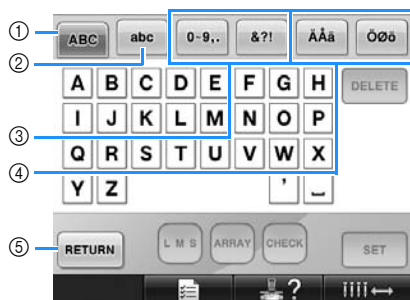 ① ABC abc 0~9,. &?! ÄÅä ÖØö
②
A B C D E F G H DELETE
I J K L M N O P
③
Q R S T U V W X
④
Y Z ' ⎵
⑤ RETURN L M S ARRAY CHECK SET
?